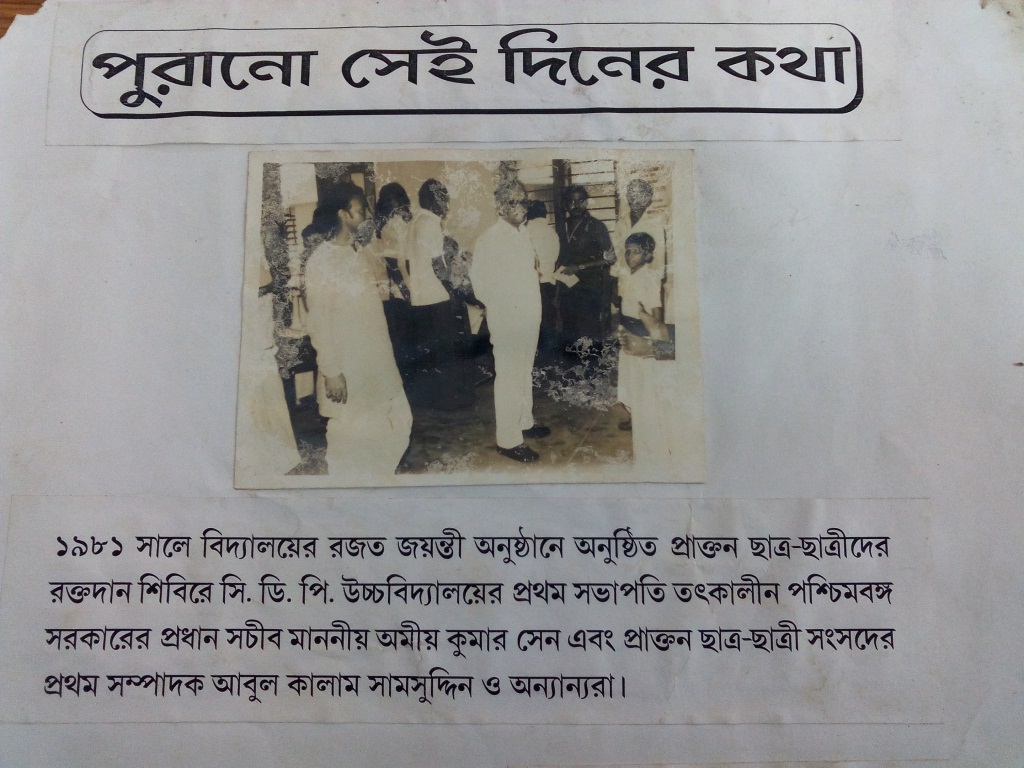 পুরানো সেই দিনের কথা
১৯৮১ সালে বিদ্যালয়ের রজত জয়ন্তী অনুষ্ঠানে অনুষ্ঠিত প্রাক্তন ছাত্র-ছাত্রীদের
রক্তদান শিবিরে সি. ডি. পি. উচ্চবিদ্যালয়ের প্রথম সভাপতি তৎকালীন পশ্চিমবঙ্গ
সরকারের প্রধান সচীব মাননীয় অমীয় কুমার সেন এবং প্রাক্তন ছাত্র-ছাত্রী সংসদের
প্রথম সম্পাদক আবুল কালাম সামসুদ্দিন ও অন্যান্যরা।